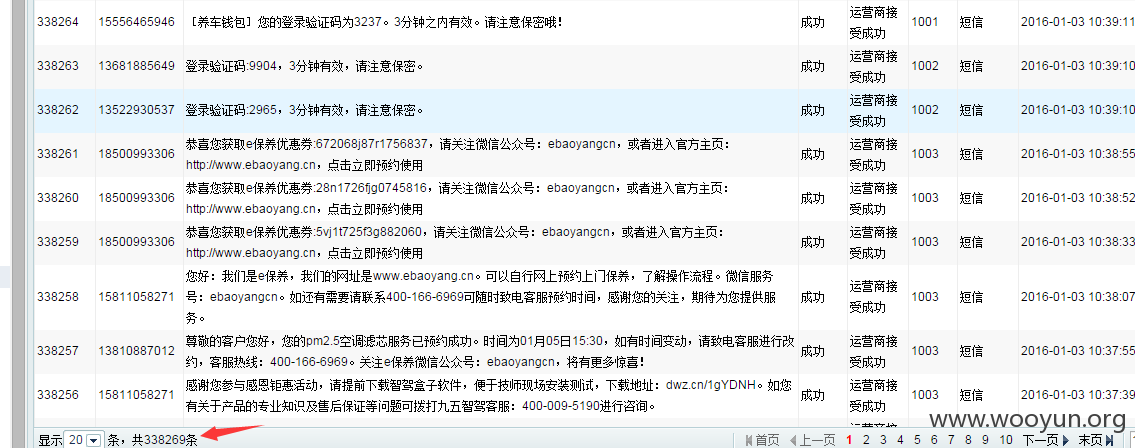 338264 15556465946 [养车钱包] 您的登录验证码为3237。3分钟之内有效。请注意保密哦! 成功 运营商接受成功 1001 短信 2016-01-03 10:39:11
338263 13681885649 登录验证码:9904，3分钟有效，请注意保密。 成功 运营商接受成功 1002 短信 2016-01-03 10:39:10
338262 13522930537 登录验证码:2965，3分钟有效，请注意保密。 成功 运营商接受成功 1002 短信 2016-01-03 10:39:10
338261 18500993306 恭喜您获取e保养优惠券:672068j87r1756837，请关注微信公众号：ebaoyangcn，或者进入官方主页：
http://www.ebaoyang.cn，点击立即预约使用 成功 运营商接受成功 1003 短信 2016-01-03 10:38:55
338260 18500993306 恭喜您获取e保养优惠券:28n1726fjg0745816，请关注微信公众号：ebaoyangcn，或者进入官方主页：
http://www.ebaoyang.cn，点击立即预约使用 成功 运营商接受成功 1003 短信 2016-01-03 10:38:52
338259 18500993306 恭喜您获取e保养优惠券:5vj1t725f3g882060，请关注微信公众号：ebaoyangcn，或者进入官方主页：
http://www.ebaoyang.cn，点击立即预约使用 成功 运营商接受成功 1003 短信 2016-01-03 10:38:33
338258 15811058271 您好：我们是e保养，我们的网址是www.ebaoyang.cn。可以自行网上预约上门保养，了解操作流程。微信服务
号：ebaoyangcn。如还有需要请联系400-166-6969可随时致电客服预约时间，感谢您的关注，期待为您提供服
务。 成功 运营商接受成功 1003 短信 2016-01-03 10:38:07
338257 13810887012 尊敬的客户您好，您的pm2.5空调滤芯服务已预约成功。时间为01月05日15:30，如有时间变动，请致电客服进行改
约，客服热线：400-166-6969。关注e保养微信公众号：ebaoyangcn，将有更多惊喜！ 成功 运营商接受成功 1003 短信 2016-01-03 10:37:55
338256 15811058271 感谢您参与感恩钜惠活动，请提前下载智驾盒子软件，便于技师现场安装测试，下载地址：dwz.cn/1gYDNH。如您
有关于产品的专业知识及售后保证等问题可拨打九五智驾客服：400-009-5190进行咨询。 成功 运营商接受成功 1003 短信 2016-01-03 10:37:39
www.wooyun.org
显示 20 条，共338269条 首页 上一页 1 2 3 4 5 6 7 8 9 10 下一页 末页